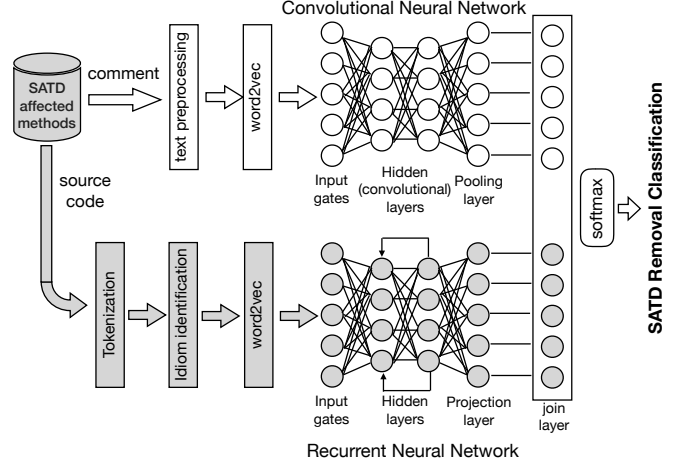 Convolutional Neural Network
SATD
affected
methods
comment
text preprocessing
word2vec
Input
gates
Hidden
(convolutional)
layers
Pooling
layer
source
code
Tokenization
Idiom identification
word2vec
Input
gates
Hidden
layers
Projection
layer
join
layer
Recurrent Neural Network
softmax
SATD Removal Classification